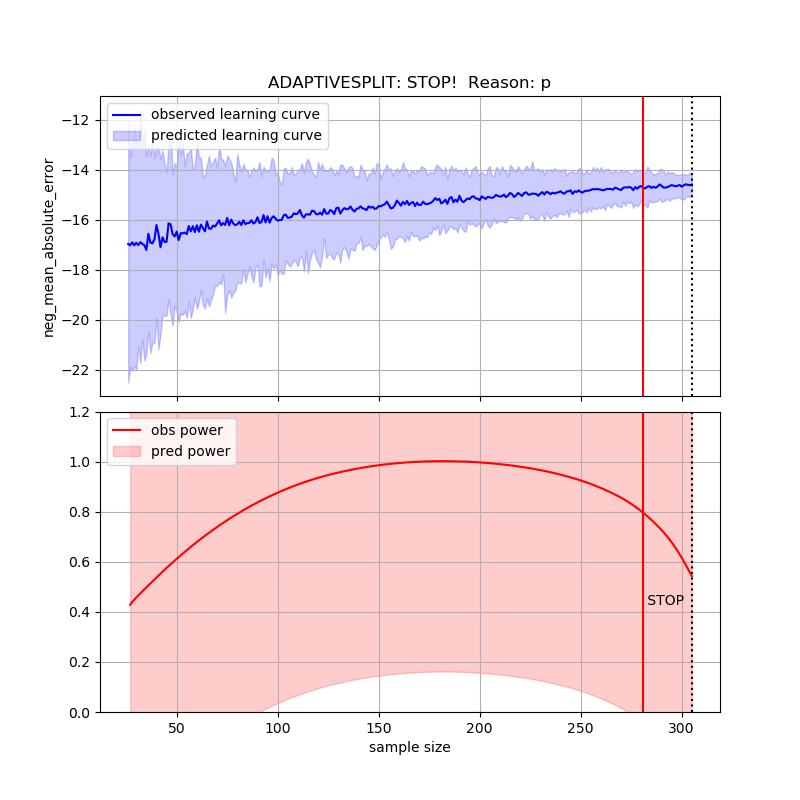 ADAPTIVESPLIT: STOP!  Reason: p
observed learning curve
predicted learning curve
neg_mean_absolute_error
−12
−14
−16
−18
−20
−22
obs power
pred power
1.2
1.0
0.8
0.6
0.4
0.2
0.0
STOP
50 100 150 200 250 300
sample size